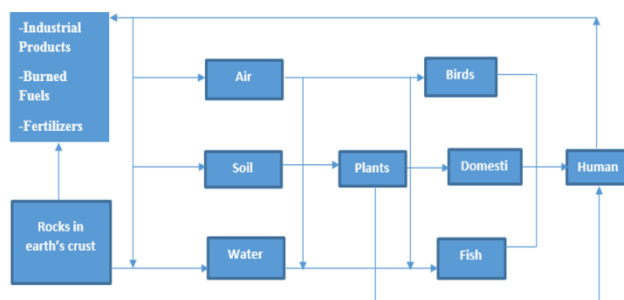 -Industrial
Products
-Burned
Fuels
-Fertilizers
Air
Birds
Soil
Plants
Domesti
Human
Rocks in
earth's crust
Water
Fish